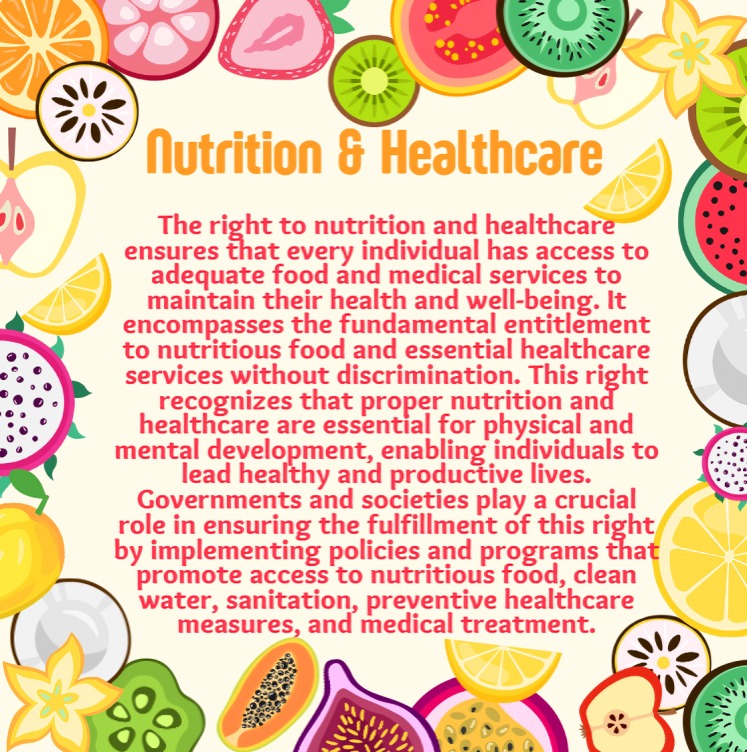 Nutrition & Healthcare
The right to nutrition and healthcare
ensures that every individual has access to
adequate food and medical services to
maintain their health and well-being. It
encompasses the fundamental entitlement
to nutritious food and essential healthcare
services without discrimination. This right
recognizes that proper nutrition and
healthcare are essential for physical and
mental development, enabling individuals to
lead healthy and productive lives.
Governments and societies play a crucial
role in ensuring the fulfillment of this right
by implementing policies and programs that
promote access to nutritious food, clean
water, sanitation, preventive healthcare
measures, and medical treatment.